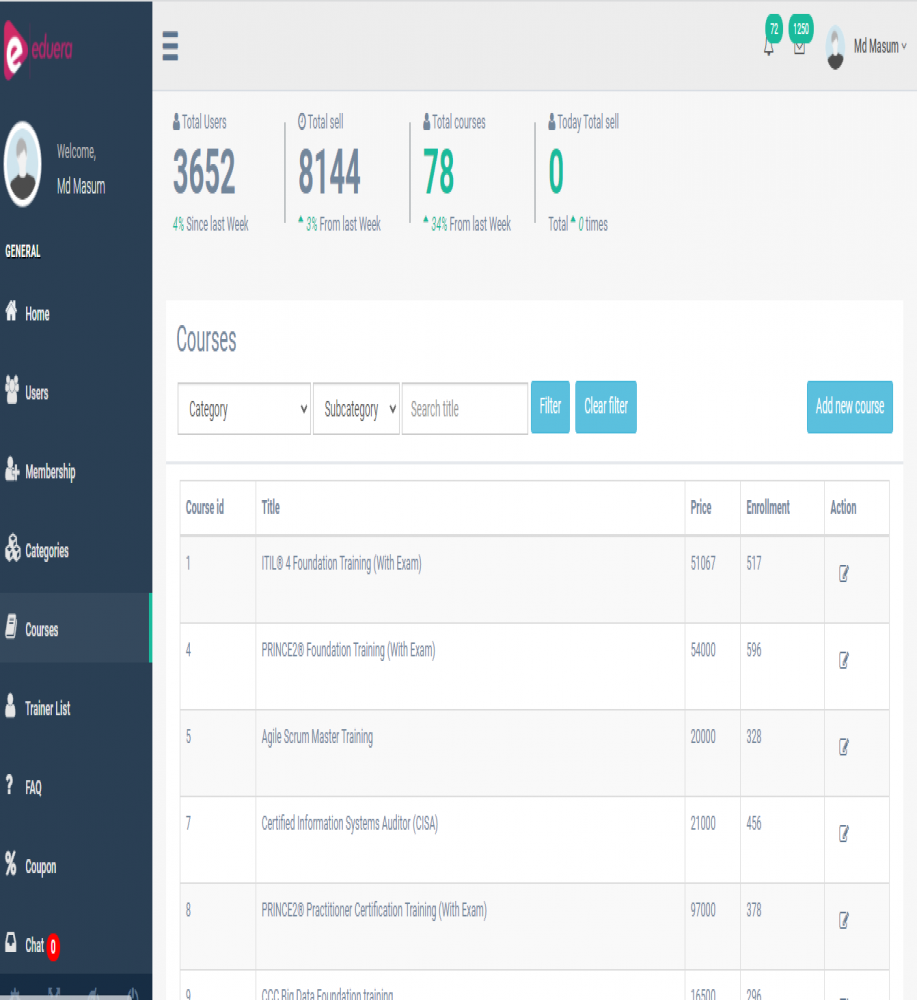 eduera
72
1250
Md Masum
Welcome,
Md Masum
GENERAL
Home
Users
Membership
Categories
Courses
Trainer List
FAQ
Coupon
Chat 0
Total Users
3652
4% Since last Week
Total sell
8144
3% From last Week
Total courses
78
34% From last Week
Today Total sell
0
Total 0 times
Courses
Category Subcategory Search title Filter Clear filter Add new course
Course id Title Price Enrollment Action
1 ITIL® 4 Foundation Training (With Exam) 51067 517
4 PRINCE2® Foundation Training (With Exam) 54000 596
5 Agile Scrum Master Training 20000 328
7 Certified Information Systems Auditor (CISA) 21000 456
8 PRINCE2® Practitioner Certification Training (With Exam) 97000 378
9 CCC Big Data Foundation training 16500 296